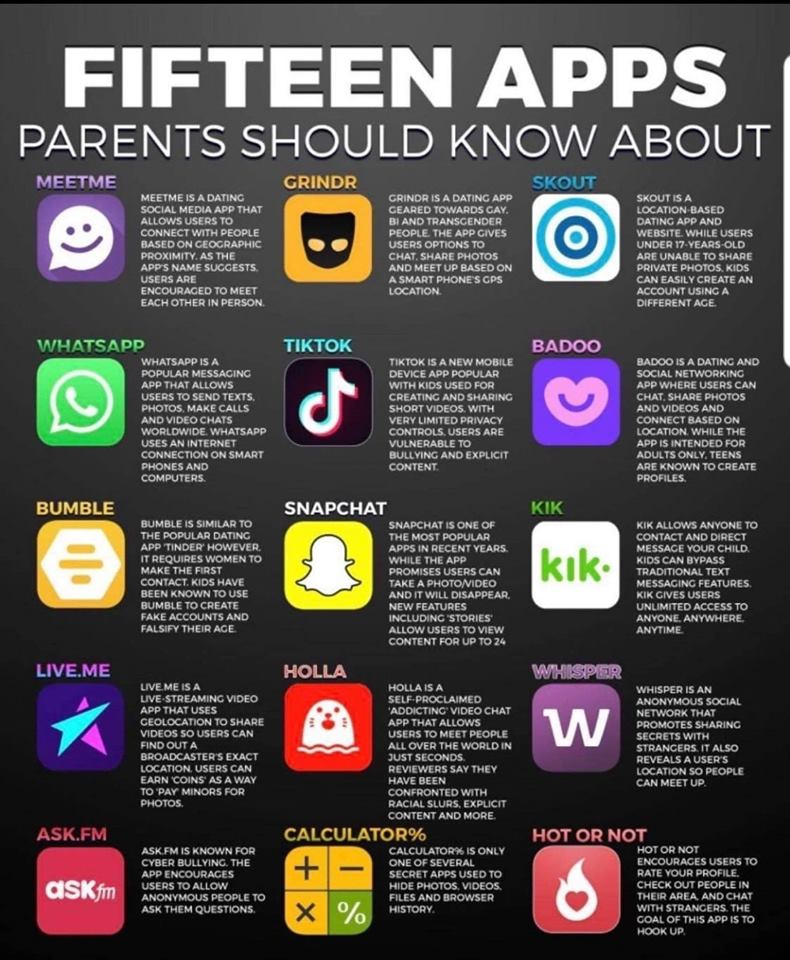 FIFTEEN APPS
PARENTS SHOULD KNOW ABOUT
MEETME
MEETME IS A DATING
SOCIAL MEDIA APP THAT
ALLOWS USERS TO
CONNECT WITH PEOPLE
BASED ON GEOGRAPHIC
PROXIMITY. AS THE
APP'S NAME SUGGESTS,
USERS ARE
ENCOURAGED TO MEET
EACH OTHER IN PERSON.
GRINDR
GRINDR IS A DATING APP
GEARED TOWARDS GAY,
BI AND TRANSGENDER
PEOPLE. THE APP GIVES
USERS OPTIONS TO
CHAT, SHARE PHOTOS
AND MEET UP BASED ON
A SMART PHONE'S GPS
LOCATION.
SKOUT
SKOUT IS A
LOCATION-BASED
DATING APP AND
WEBSITE. WHILE USERS
UNDER 17-YEARS-OLD
ARE UNABLE TO SHARE
PRIVATE PHOTOS, KIDS
CAN EASILY CREATE AN
ACCOUNT USING A
DIFFERENT AGE.
WHATSAPP
WHATSAPP IS A
POPULAR MESSAGING
APP THAT ALLOWS
USERS TO SEND TEXTS,
PHOTOS, MAKE CALLS
AND VIDEO CHATS
WORLDWIDE. WHATSAPP
USES AN INTERNET
CONNECTION ON SMART
PHONES AND
COMPUTERS.
TIKTOK
TIKTOK IS A NEW MOBILE
DEVICE APP POPULAR
WITH KIDS USED FOR
CREATING AND SHARING
SHORT VIDEOS. WITH
VERY LIMITED PRIVACY
CONTROLS, USERS ARE
VULNERABLE TO
BULLYING AND EXPLICIT
CONTENT.
BADOO
BADOO IS A DATING AND
SOCIAL NETWORKING
APP WHERE USERS CAN
CHAT, SHARE PHOTOS
AND VIDEOS AND
CONNECT BASED ON
LOCATION. WHILE THE
APP IS INTENDED FOR
ADULTS ONLY, TEENS
ARE KNOWN TO CREATE
PROFILES.
BUMBLE
BUMBLE IS SIMILAR TO
THE POPULAR DATING
APP 'TINDER' HOWEVER,
IT REQUIRES WOMEN TO
MAKE THE FIRST
CONTACT. KIDS HAVE
BEEN KNOWN TO USE
BUMBLE TO CREATE
FAKE ACCOUNTS AND
FALSIFY THEIR AGE.
SNAPCHAT
SNAPCHAT IS ONE OF
THE MOST POPULAR
APPS IN RECENT YEARS.
WHILE THE APP
PROMISES USERS CAN
TAKE A PHOTO/VIDEO
AND IT WILL DISAPPEAR,
NEW FEATURES
INCLUDING 'STORIES'
ALLOW USERS TO VIEW
CONTENT FOR UP TO 24
KIK
kik.
KIK ALLOWS ANYONE TO
CONTACT AND DIRECT
MESSAGE YOUR CHILD.
KIDS CAN BYPASS
TRADITIONAL TEXT
MESSAGING FEATURES.
KIK GIVES USERS
UNLIMITED ACCESS TO
ANYONE, ANYWHERE,
ANYTIME.
LIVE.ME
LIVE.ME IS A
LIVE-STREAMING VIDEO
APP THAT USES
GEOLOCATION TO SHARE
VIDEOS SO USERS CAN
FIND OUT A
BROADCASTER'S EXACT
LOCATION. USERS CAN
EARN 'COINS' AS A WAY
TO 'PAY' MINORS FOR
PHOTOS.
HOLLA
HOLLA IS A
SELF-PROCLAIMED
'ADDICTING' VIDEO CHAT
APP THAT ALLOWS
USERS TO MEET PEOPLE
ALL OVER THE WORLD IN
JUST SECONDS.
REVIEWERS SAY THEY
HAVE BEEN
CONFRONTED WITH
RACIAL SLURS, EXPLICIT
CONTENT AND MORE.
WHISPER
W
WHISPER IS AN
ANONYMOUS SOCIAL
NETWORK THAT
PROMOTES SHARING
SECRETS WITH
STRANGERS. IT ALSO
REVEALS A USER'S
LOCATION SO PEOPLE
CAN MEET UP.
ASK.FM
ASKfm
ASK.FM IS KNOWN FOR
CYBER BULLYING. THE
APP ENCOURAGES
USERS TO ALLOW
ANONYMOUS PEOPLE TO
ASK THEM QUESTIONS.
CALCULATOR%
+ −
× %
CALCULATOR% IS ONLY
ONE OF SEVERAL
SECRET APPS USED TO
HIDE PHOTOS, VIDEOS,
FILES AND BROWSER
HISTORY.
HOT OR NOT
HOT OR NOT
ENCOURAGES USERS TO
RATE YOUR PROFILE,
CHECK OUT PEOPLE IN
THEIR AREA, AND CHAT
WITH STRANGERS. THE
GOAL OF THIS APP IS TO
HOOK UP.